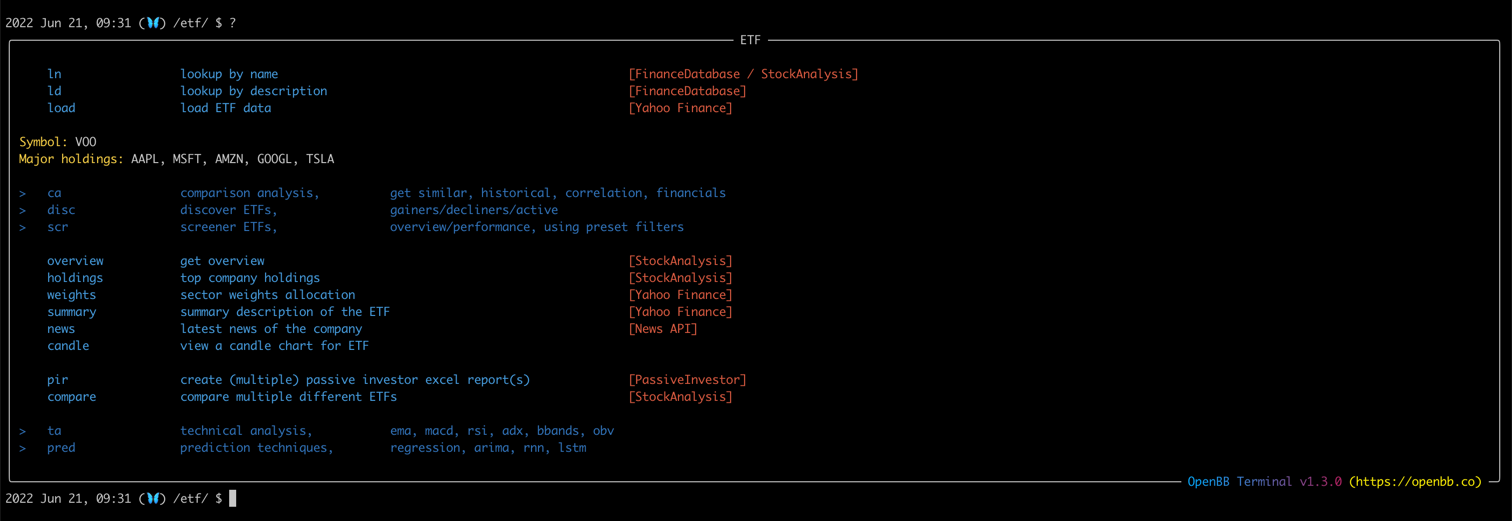 2022 Jun 21, 09:31 (🦋) /etf/ $ ?
ETF
ln lookup by name [FinanceDatabase / StockAnalysis]
ld lookup by description [FinanceDatabase]
load load ETF data [Yahoo Finance]
Symbol: VOO
Major holdings: AAPL, MSFT, AMZN, GOOGL, TSLA
> ca comparison analysis, get similar, historical, correlation, financials
> disc discover ETFs, gainers/decliners/active
> scr screener ETFs, overview/performance, using preset filters
overview get overview [StockAnalysis]
holdings top company holdings [StockAnalysis]
weights sector weights allocation [Yahoo Finance]
summary summary description of the ETF [Yahoo Finance]
news latest news of the company [News API]
candle view a candle chart for ETF
pir create (multiple) passive investor excel report(s) [PassiveInvestor]
compare compare multiple different ETFs [StockAnalysis]
> ta technical analysis, ema, macd, rsi, adx, bbands, obv
> pred prediction techniques, regression, arima, rnn, lstm
OpenBB Terminal v1.3.0 (https://openbb.co)
2022 Jun 21, 09:31 (🦋) /etf/ $